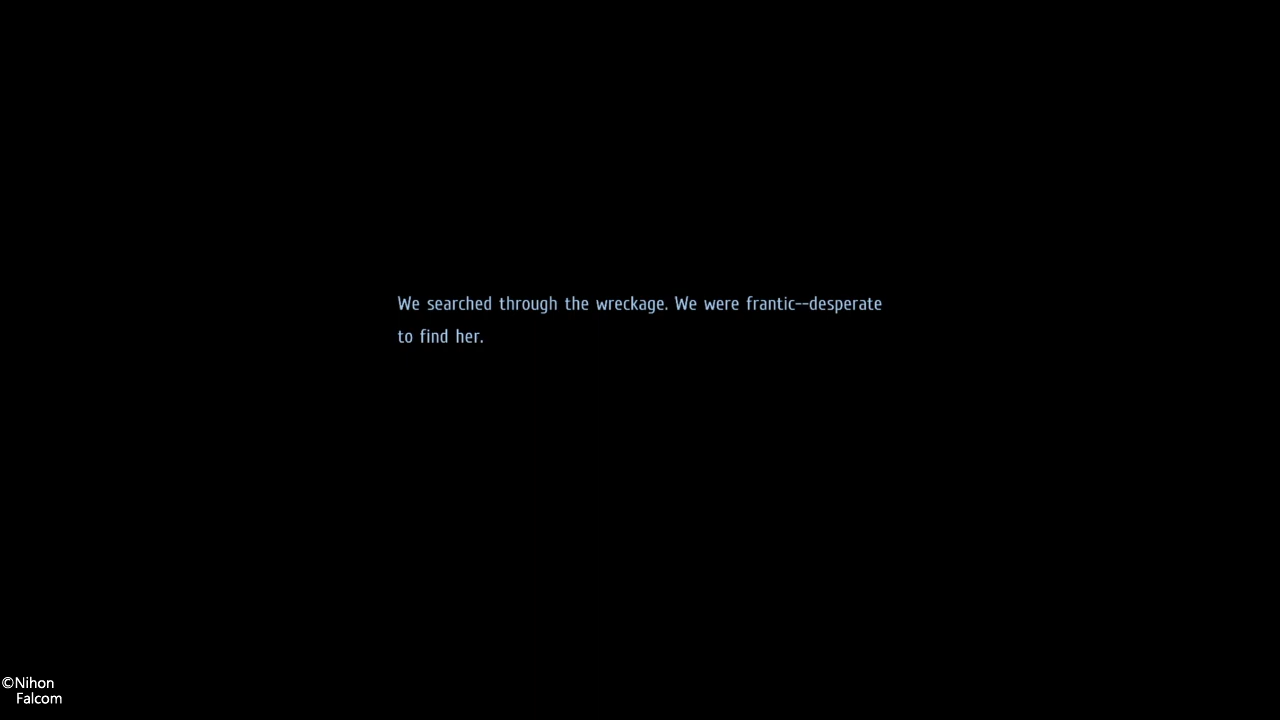 We searched through the wreckage. We were frantic--desperate
to find her.
©Nihon
Falcom